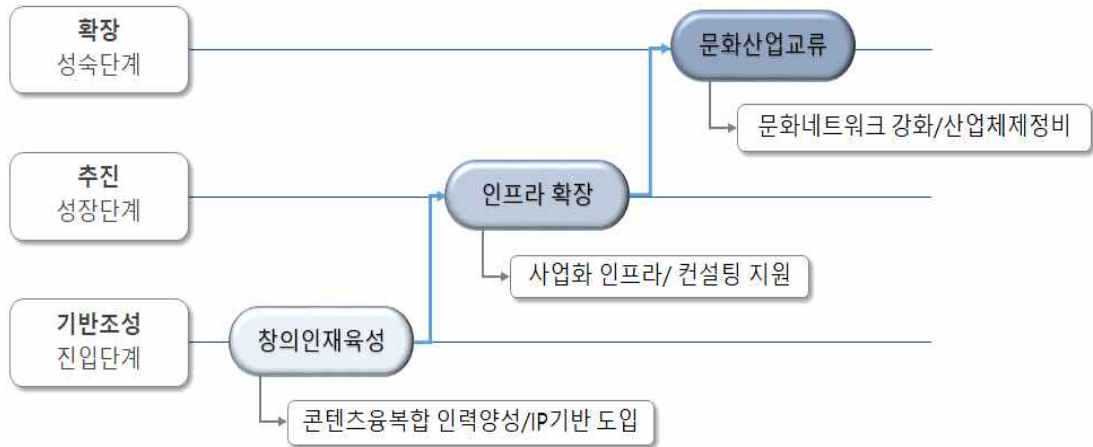 확장
성숙단계
문화산업교류
문화네트워크 강화/산업체제정비
추진
성장단계
인프라 확장
사업화 인프라/ 컨설팅 지원
기반조성
진입단계
창의인재육성
콘텐츠융복합 인력양성/IP기반 도입